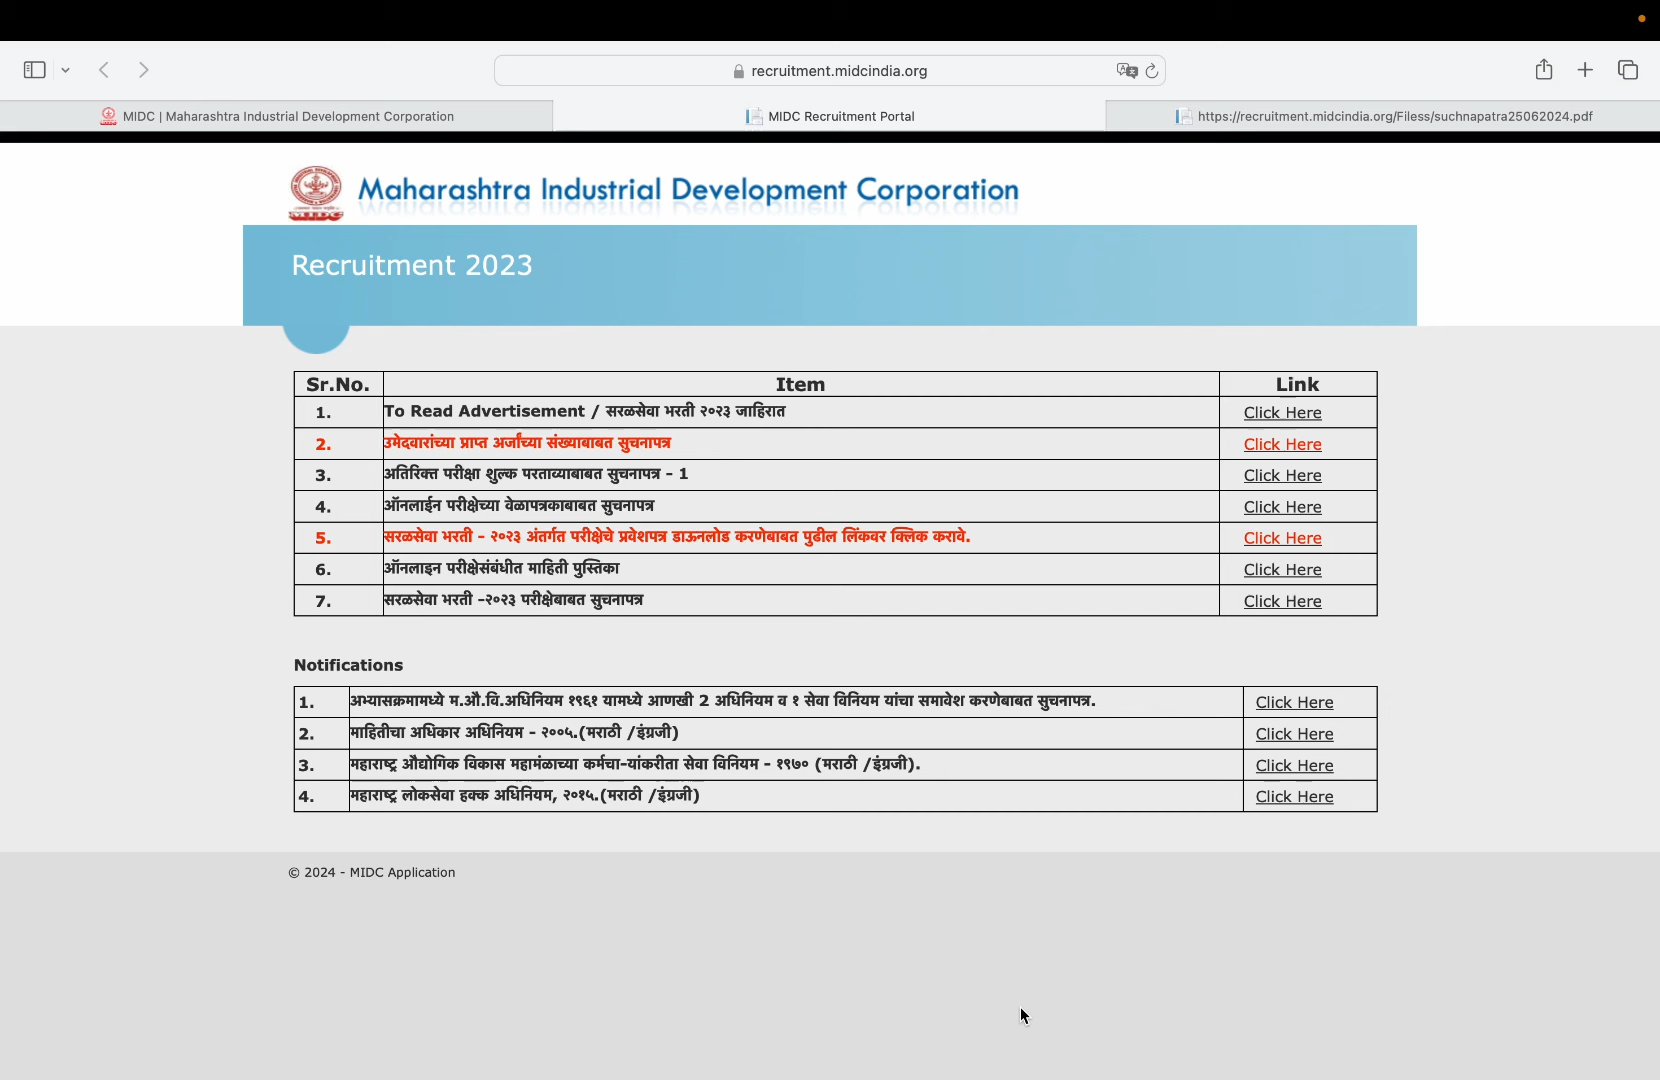 recruitment.midcindia.org
MIDC | Maharashtra Industrial Development Corporation
MIDC Recruitment Portal
https://recruitment.midcindia.org/Filess/suchnapatra25062024.pdf
MIDC
Maharashtra Industrial Development Corporation
Recruitment 2023
Sr.No. Item Link
1. To Read Advertisement / सरळसेवा भरती २०२३ जाहिरात Click Here
2. उमेदवारांच्या प्राप्त अर्जांच्या संख्याबाबत सुचनापत्र Click Here
3. अतिरिक्त परीक्षा शुल्क परताव्याबाबत सुचनापत्र - 1 Click Here
4. ऑनलाईन परीक्षेच्या वेळापत्रकाबाबत सुचनापत्र Click Here
5. सरळसेवा भरती - २०२३ अंतर्गत परीक्षेचे प्रवेशपत्र डाऊनलोड करणेबाबत पुढील लिंकवर क्लिक करावे. Click Here
6. ऑनलाइन परीक्षेसंबंधीत माहिती पुस्तिका Click Here
7. सरळसेवा भरती -२०२३ परीक्षेबाबत सुचनापत्र Click Here
Notifications
1. अभ्यासक्रमामध्ये म.औ.वि.अधिनियम १९६१ यामध्ये आणखी 2 अधिनियम व १ सेवा विनियम यांचा समावेश करणेबाबत सुचनापत्र. Click Here
2. माहितीचा अधिकार अधिनियम - २००५.(मराठी /इंग्रजी) Click Here
3. महाराष्ट्र औद्योगिक विकास महामंळाच्या कर्मचा-यांकरीता सेवा विनियम - १९७० (मराठी /इंग्रजी). Click Here
4. महाराष्ट्र लोकसेवा हक्क अधिनियम, २०१५.(मराठी /इंग्रजी) Click Here
© 2024 - MIDC Application